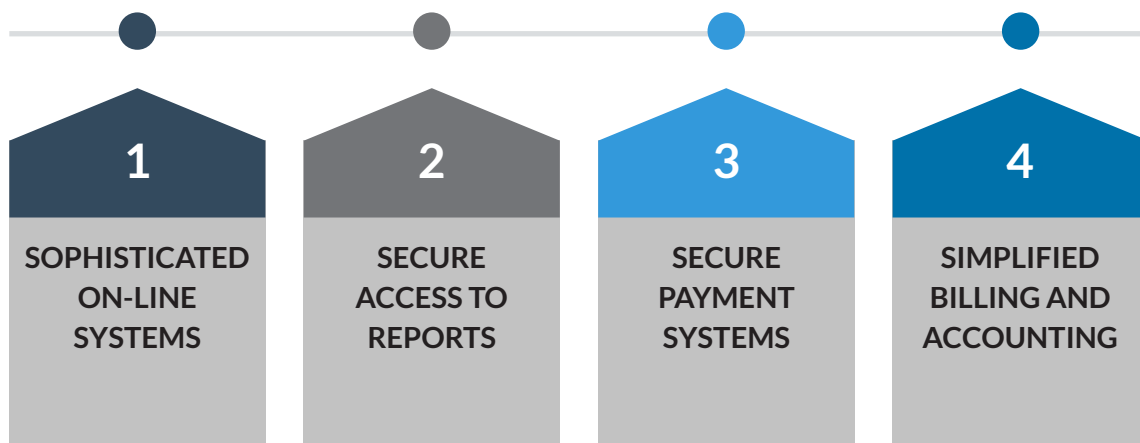 1
SOPHISTICATED
ON-LINE
SYSTEMS
2
SECURE
ACCESS TO
REPORTS
3
SECURE
PAYMENT
SYSTEMS
4
SIMPLIFIED
BILLING AND
ACCOUNTING